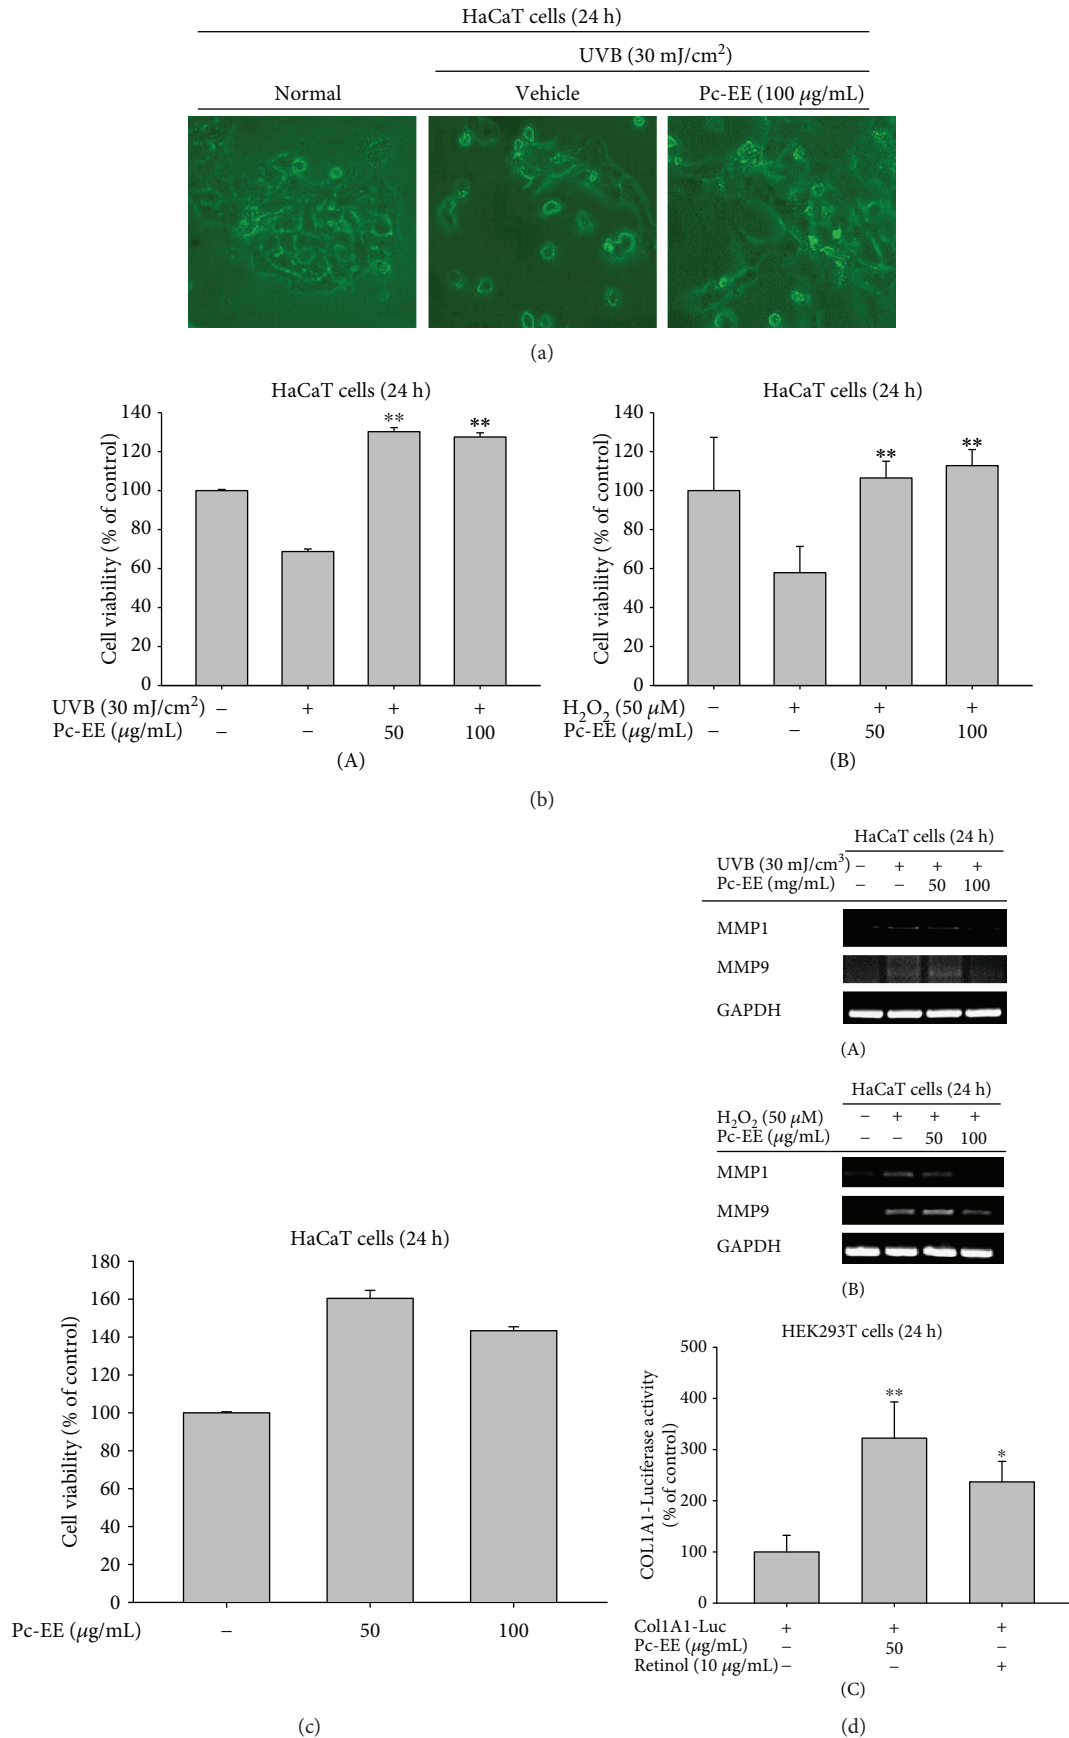 HaCaT cells (24 h)
UVB (30 mJ/cm²)
Normal Vehicle Pc-EE (100 μg/mL)
(a)
HaCaT cells (24 h)
Cell viability (% of control)
140
120
100
80
60
40
20
0
** **
UVB (30 mJ/cm²) − + + +
Pc-EE (μg/mL) − − 50 100
(A)
HaCaT cells (24 h)
Cell viability (% of control)
140
120
100
80
60
40
20
0
** **
H₂O₂ (50 μM) − + + +
Pc-EE (μg/mL) − − 50 100
(B)
(b)
HaCaT cells (24 h)
Cell viability (% of control)
180
160
140
120
100
80
60
40
20
0
Pc-EE (μg/mL) − 50 100
(c)
HaCaT cells (24 h)
UVB (30 mJ/cm³) − + + +
Pc-EE (mg/mL) − − 50 100
MMP1
MMP9
GAPDH
(A)
HaCaT cells (24 h)
H₂O₂ (50 μM) − + + +
Pc-EE (μg/mL) − − 50 100
MMP1
MMP9
GAPDH
(B)
HEK293T cells (24 h)
COL1A1-Luciferase activity
(% of control)
500
400
300
200
100
0
** *
Col1A1-Luc + + +
Pc-EE (μg/mL) − 50 −
Retinol (10 μg/mL) − − +
(C)
(d)